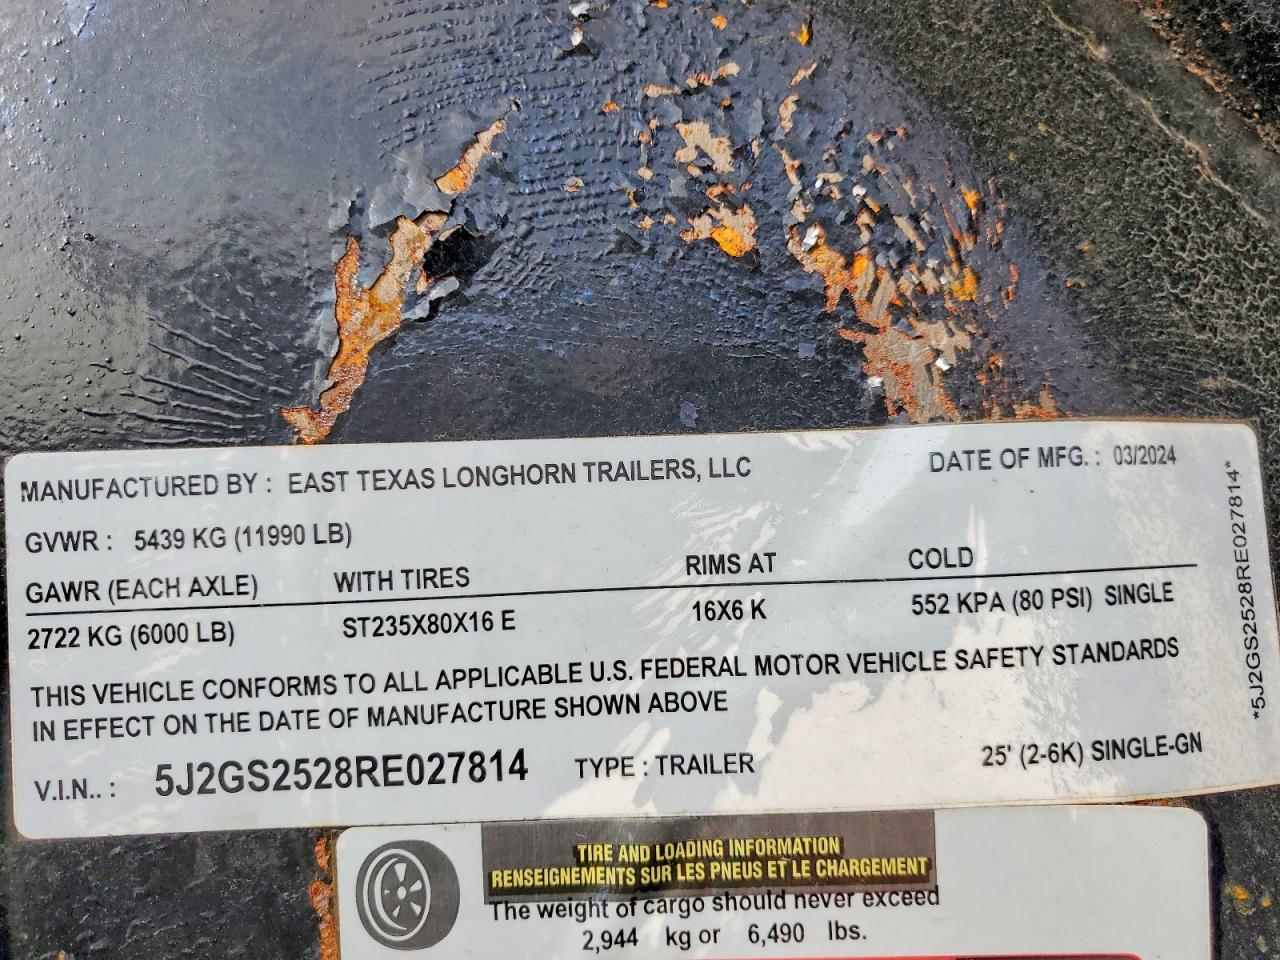 MANUFACTURED BY : EAST TEXAS LONGHORN TRAILERS, LLC DATE OF MFG. : 03/2024
GVWR : 5439 KG (11990 LB)
GAWR (EACH AXLE) WITH TIRES RIMS AT COLD
2722 KG (6000 LB) ST235X80X16 E 16X6 K 552 KPA (80 PSI) SINGLE
THIS VEHICLE CONFORMS TO ALL APPLICABLE U.S. FEDERAL MOTOR VEHICLE SAFETY STANDARDS
IN EFFECT ON THE DATE OF MANUFACTURE SHOWN ABOVE
V.I.N.. : 5J2GS2528RE027814 TYPE : TRAILER 25' (2-6K) SINGLE-GN
*5J2GS2528RE027814*
TIRE AND LOADING INFORMATION
RENSEIGNEMENTS SUR LES PNEUS ET LE CHARGEMENT
The weight of cargo should never exceed
2,944 kg or 6,490 lbs.